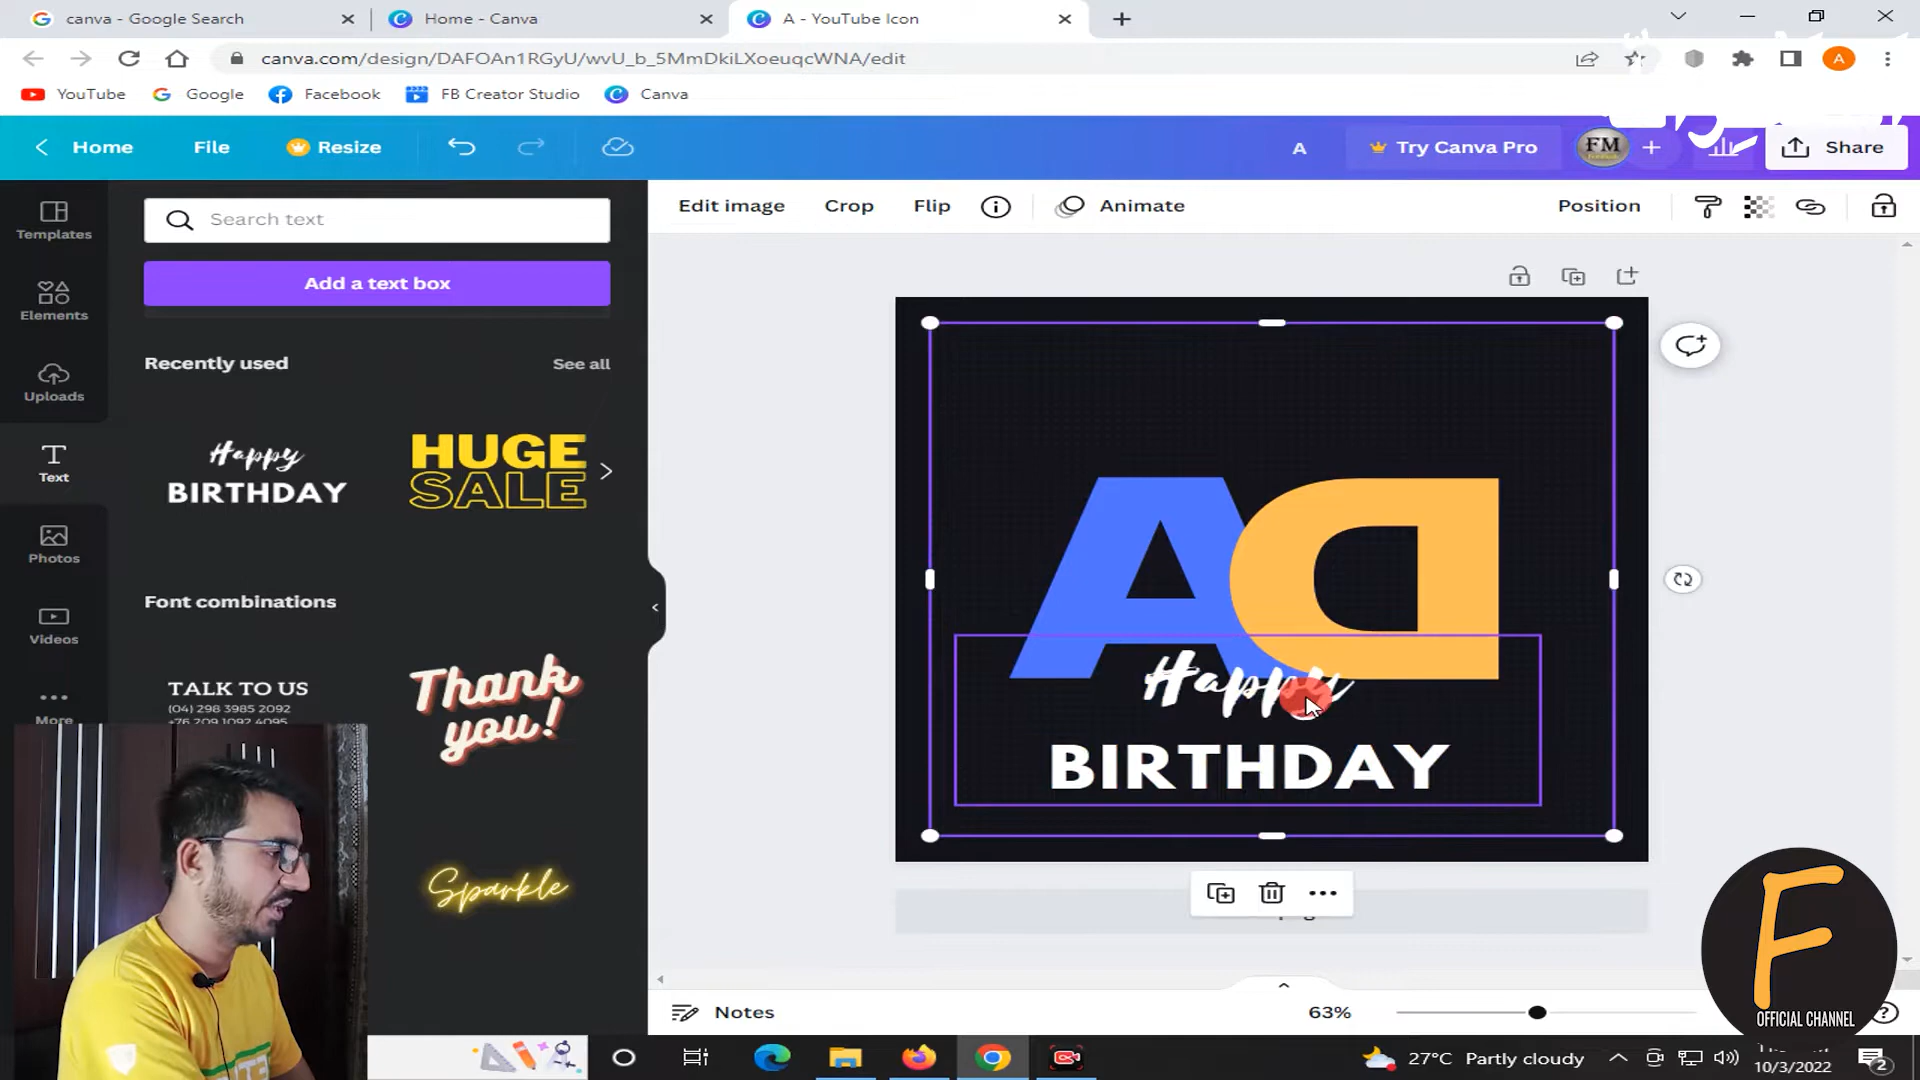 canva - Google Search
Home - Canva
A - YouTube Icon
canva.com/design/DAFOAn1RGyU/wvU_b_5MmDkiLXoeuqcWNA/edit
A
YouTube
Google
Facebook
FB Creator Studio
Canva
Home
File
Resize
A
Try Canva Pro
FM
Share
Templates
Elements
Uploads
Text
Photos
Videos
More
Search text
Add a text box
Recently used
See all
Happy
BIRTHDAY
HUGE
SALE
Font combinations
TALK TO US
(04) 298 3985 2092
+76 209 1092 4095
Thank
you!
Sparkle
Edit image
Crop
Flip
Animate
Position
A
Happy
BIRTHDAY
Notes
63%
F
OFFICIAL CHANNEL
27°C Partly cloudy
10/3/2022
2